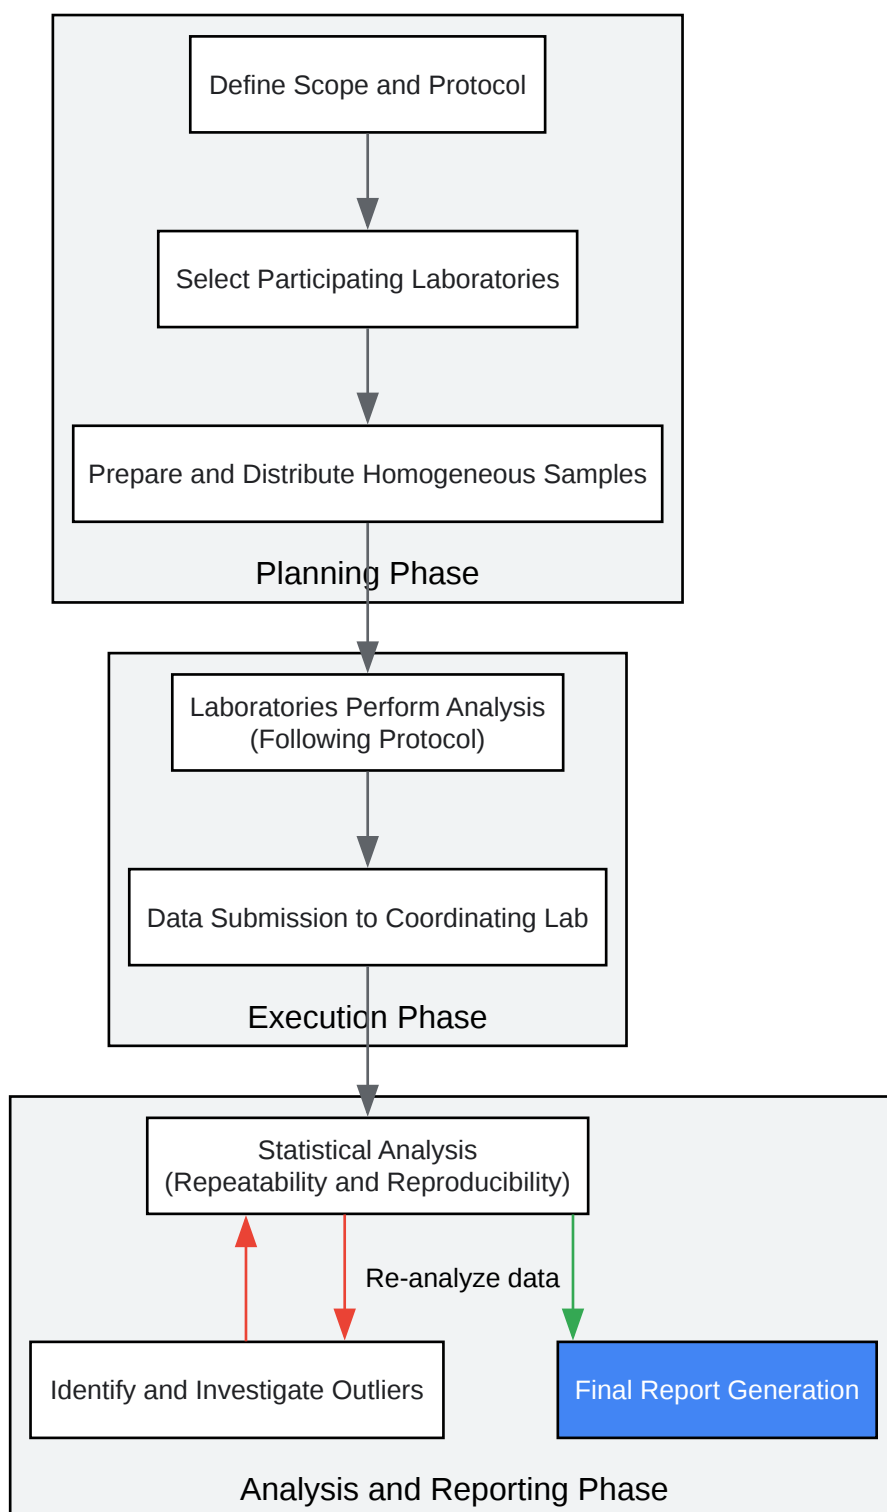 Define Scope and Protocol
Select Participating Laboratories
Prepare and Distribute Homogeneous Samples
Planning Phase
Laboratories Perform Analysis
(Following Protocol)
Data Submission to Coordinating Lab
Execution Phase
Statistical Analysis
(Repeatability and Reproducibility)
Re-analyze data
Identify and Investigate Outliers
Final Report Generation
Analysis and Reporting Phase